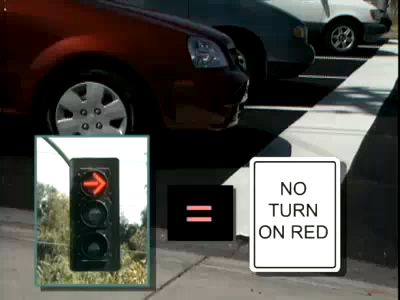 =
NO
TURN
ON RED